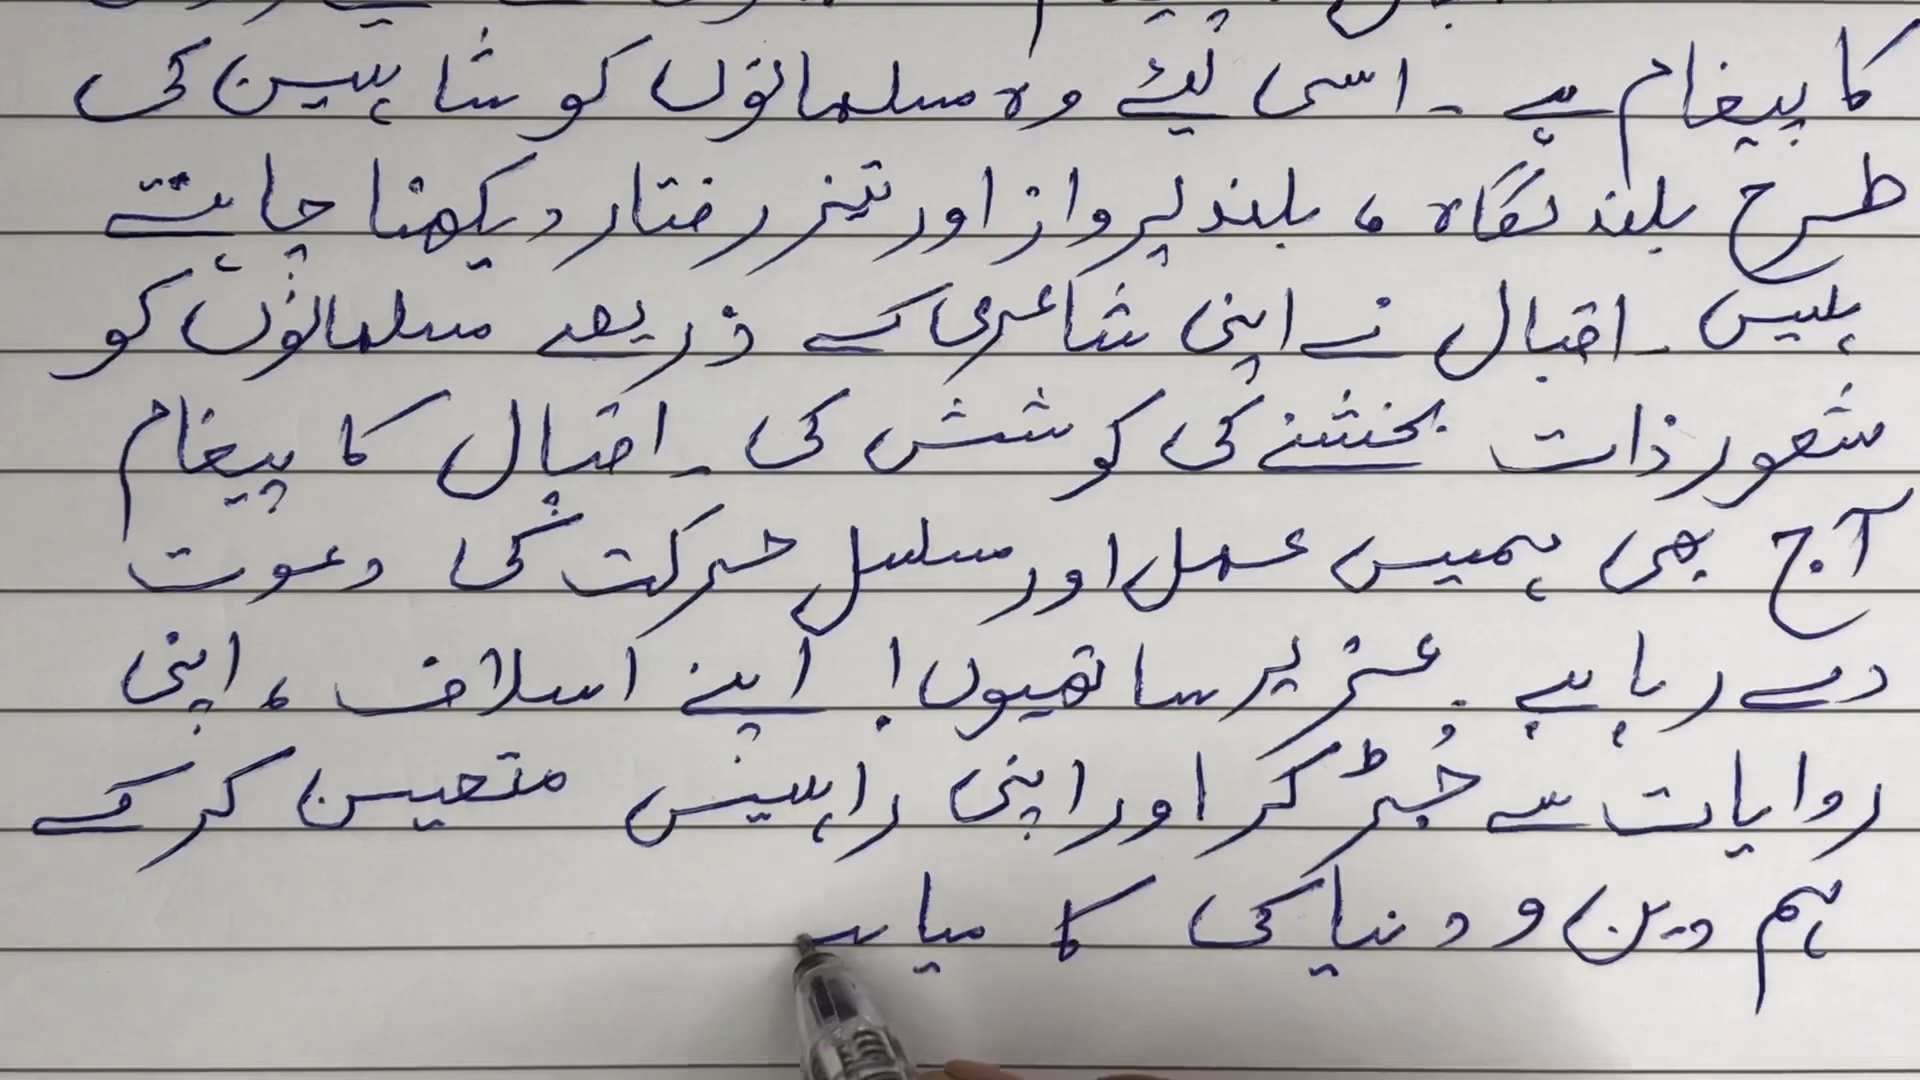 کا پیغام ہے ۔ اسی لیئے وہ مسلمانوں کو شاہین کی
طرح بلند نگاہ ، بلند پرواز اور تیز رفتار دیکھنا چاہتے
ہیں ۔ اقبال نے اپنی شاعری کے ذریعے مسلمانوں کو
شعور ذات بخشنے کی کوشش کی ۔ اقبال کا پیغام
آج بھی ہمیں عمل اور مسلسل حرکت کی دعوت
دے رہا ہے ۔ عزیز ساتھیوں! اپنے اسلاف ، اپنی
روایات سے جُڑ کر اور اپنی راہیں متعین کر کے
ہم دین و دنیا کی کامیاب